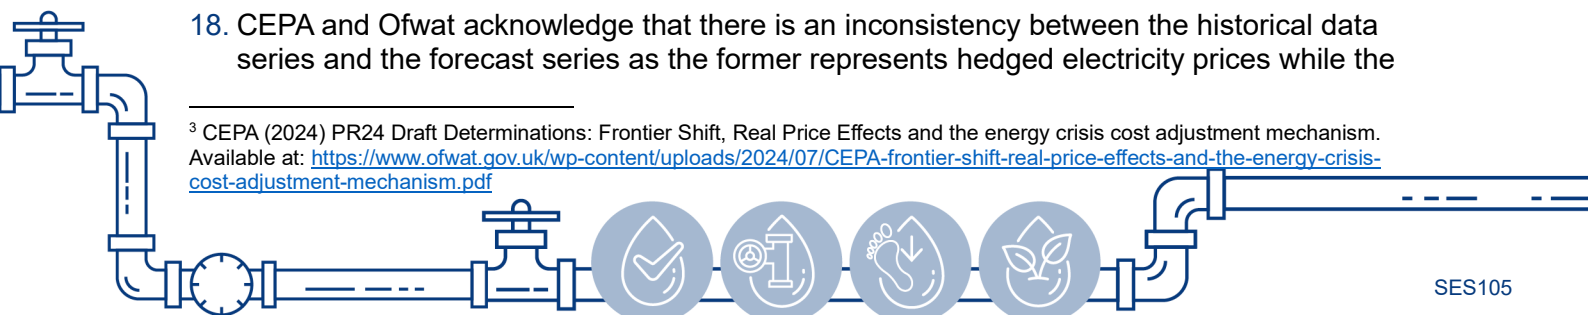 18. CEPA and Ofwat acknowledge that there is an inconsistency between the historical data
series and the forecast series as the former represents hedged electricity prices while the
3 CEPA (2024) PR24 Draft Determinations: Frontier Shift, Real Price Effects and the energy crisis cost adjustment mechanism.
Available at: https://www.ofwat.gov.uk/wp-content/uploads/2024/07/CEPA-frontier-shift-real-price-effects-and-the-energy-crisis-
cost-adjustment-mechanism.pdf
SES105